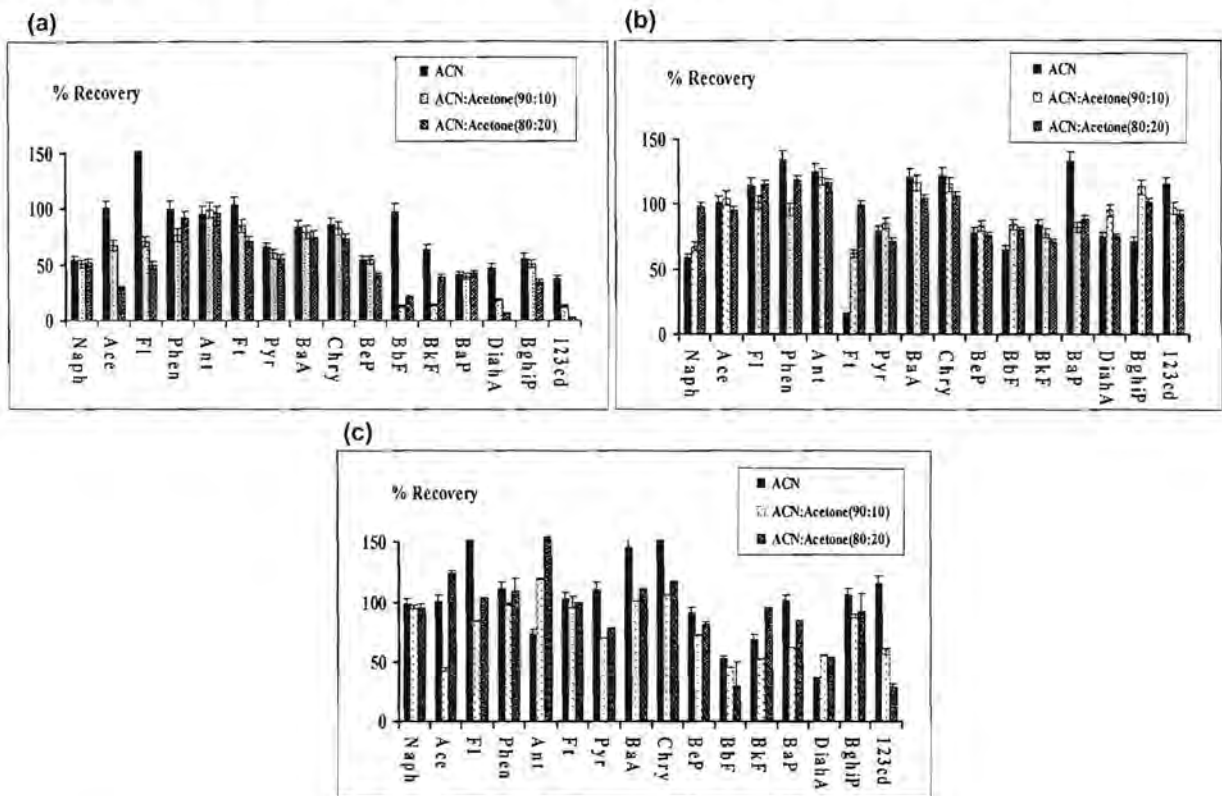 (a)
% Recovery
ACN
ACN:Acetone(90:10)
ACN:Acetone(80:20)
150
100
50
0
Naph
Ace
Fl
Phen
Ant
Ft
Pyr
BaA
Chry
BeP
BbF
BkF
BaP
DiahA
BghiP
123cd
(b)
% Recovery
ACN
ACN:Acetone(90:10)
ACN:Acetone(80:20)
150
100
50
0
Naph
Ace
Fl
Phen
Ant
Ft
Pyr
BaA
Chry
BeP
BbF
BkF
BaP
DiahA
BghiP
123cd
(c)
% Recovery
ACN
ACN:Acetone(90:10)
ACN:Acetone(80:20)
150
100
50
0
Naph
Ace
Fl
Phen
Ant
Ft
Pyr
BaA
Chry
BeP
BbF
BkF
BaP
DiahA
BghiP
123cd